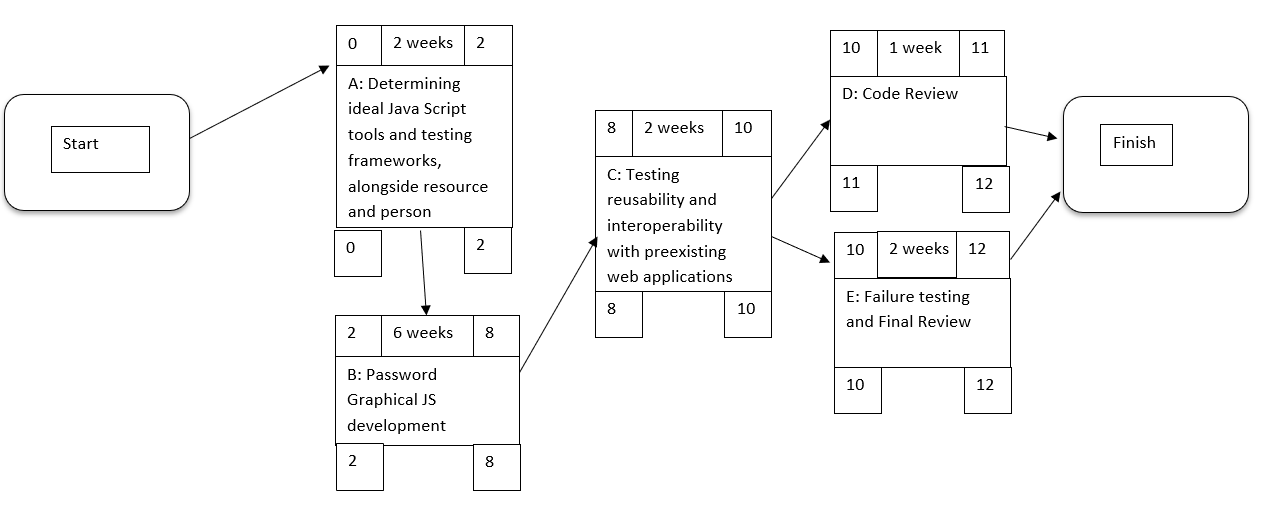 Start
0 2 weeks 2
A: Determining
ideal Java Script
tools and testing
frameworks,
alongside resource
and person
0 2
2 6 weeks 8
B: Password
Graphical JS
development
2 8
8 2 weeks 10
C: Testing
reusability and
interoperability
with preexisting
web applications
8 10
10 1 week 11
D: Code Review
11 12
10 2 weeks 12
E: Failure testing
and Final Review
10 12
Finish